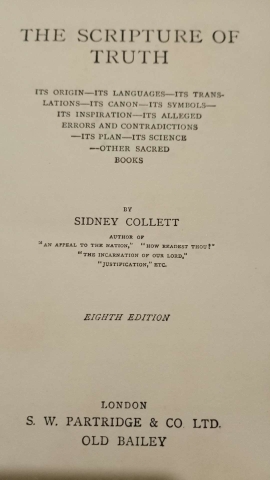 THE SCRIPTURE OF
TRUTH
ITS ORIGIN—ITS LANGUAGES—ITS TRANS-
LATIONS—ITS CANON—ITS SYMBOLS—
ITS INSPIRATION—ITS ALLEGED
ERRORS AND CONTRADICTIONS
—ITS PLAN—ITS SCIENCE
—OTHER SACRED
BOOKS
BY
SIDNEY COLLETT
AUTHOR OF
"AN APPEAL TO THE NATION," "HOW READEST THOU?"
"THE INCARNATION OF OUR LORD,"
"JUSTIFICATION," ETC.
EIGHTH EDITION
LONDON
S. W. PARTRIDGE & CO. LTD.
OLD BAILEY